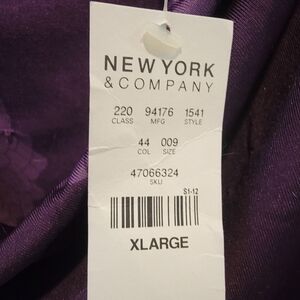 NEW YORK
& COMPANY
220 94176 1541
CLASS MFG STYLE
44 009
COL SIZE
47066324
SKU
S1-12
XLARGE